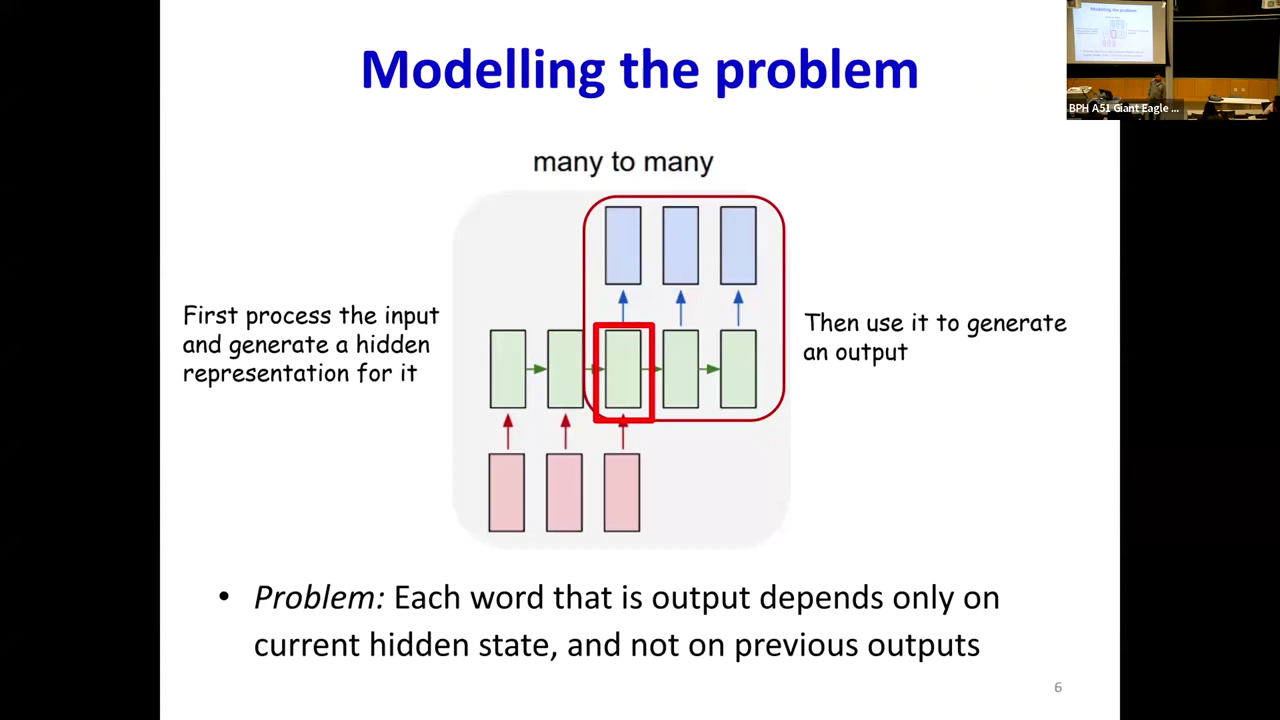 Modelling the problem
BPH A51 Giant Eagle ...
many to many
First process the input
and generate a hidden
representation for it
Then use it to generate
an output
• Problem: Each word that is output depends only on
current hidden state, and not on previous outputs
6